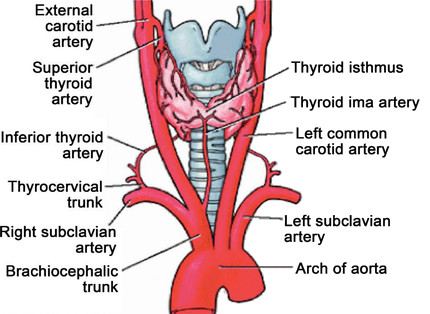 External
carotid
artery
Superior
thyroid
artery
Inferior thyroid
artery
Thyrocervical
trunk
Right subclavian
artery
Brachiocephalic
trunk
Thyroid isthmus
Thyroid ima artery
Left common
carotid artery
Left subclavian
artery
Arch of aorta